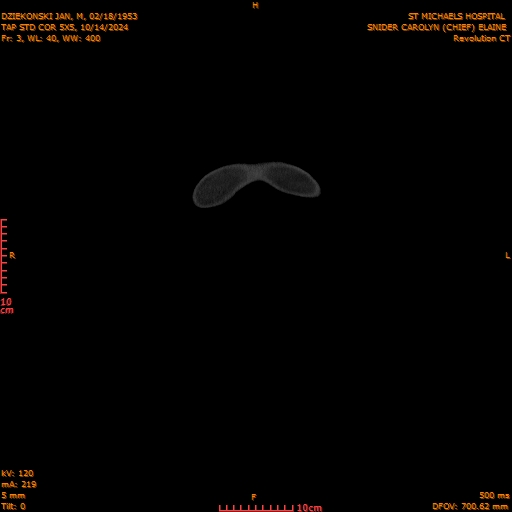 H
DZIEKONSKI JAN, M, 02/18/1953
TAP STD COR 5X5, 10/14/2024
Fr: 3, WL: 40, WW: 400
ST MICHAELS HOSPITAL
SNIDER CAROLYN (CHIEF) ELAINE
Revolution CT
R
L
10
cm
kV: 120
mA: 219
5 mm
Tilt: 0
F
10cm
500 ms
DFOV: 700.62 mm